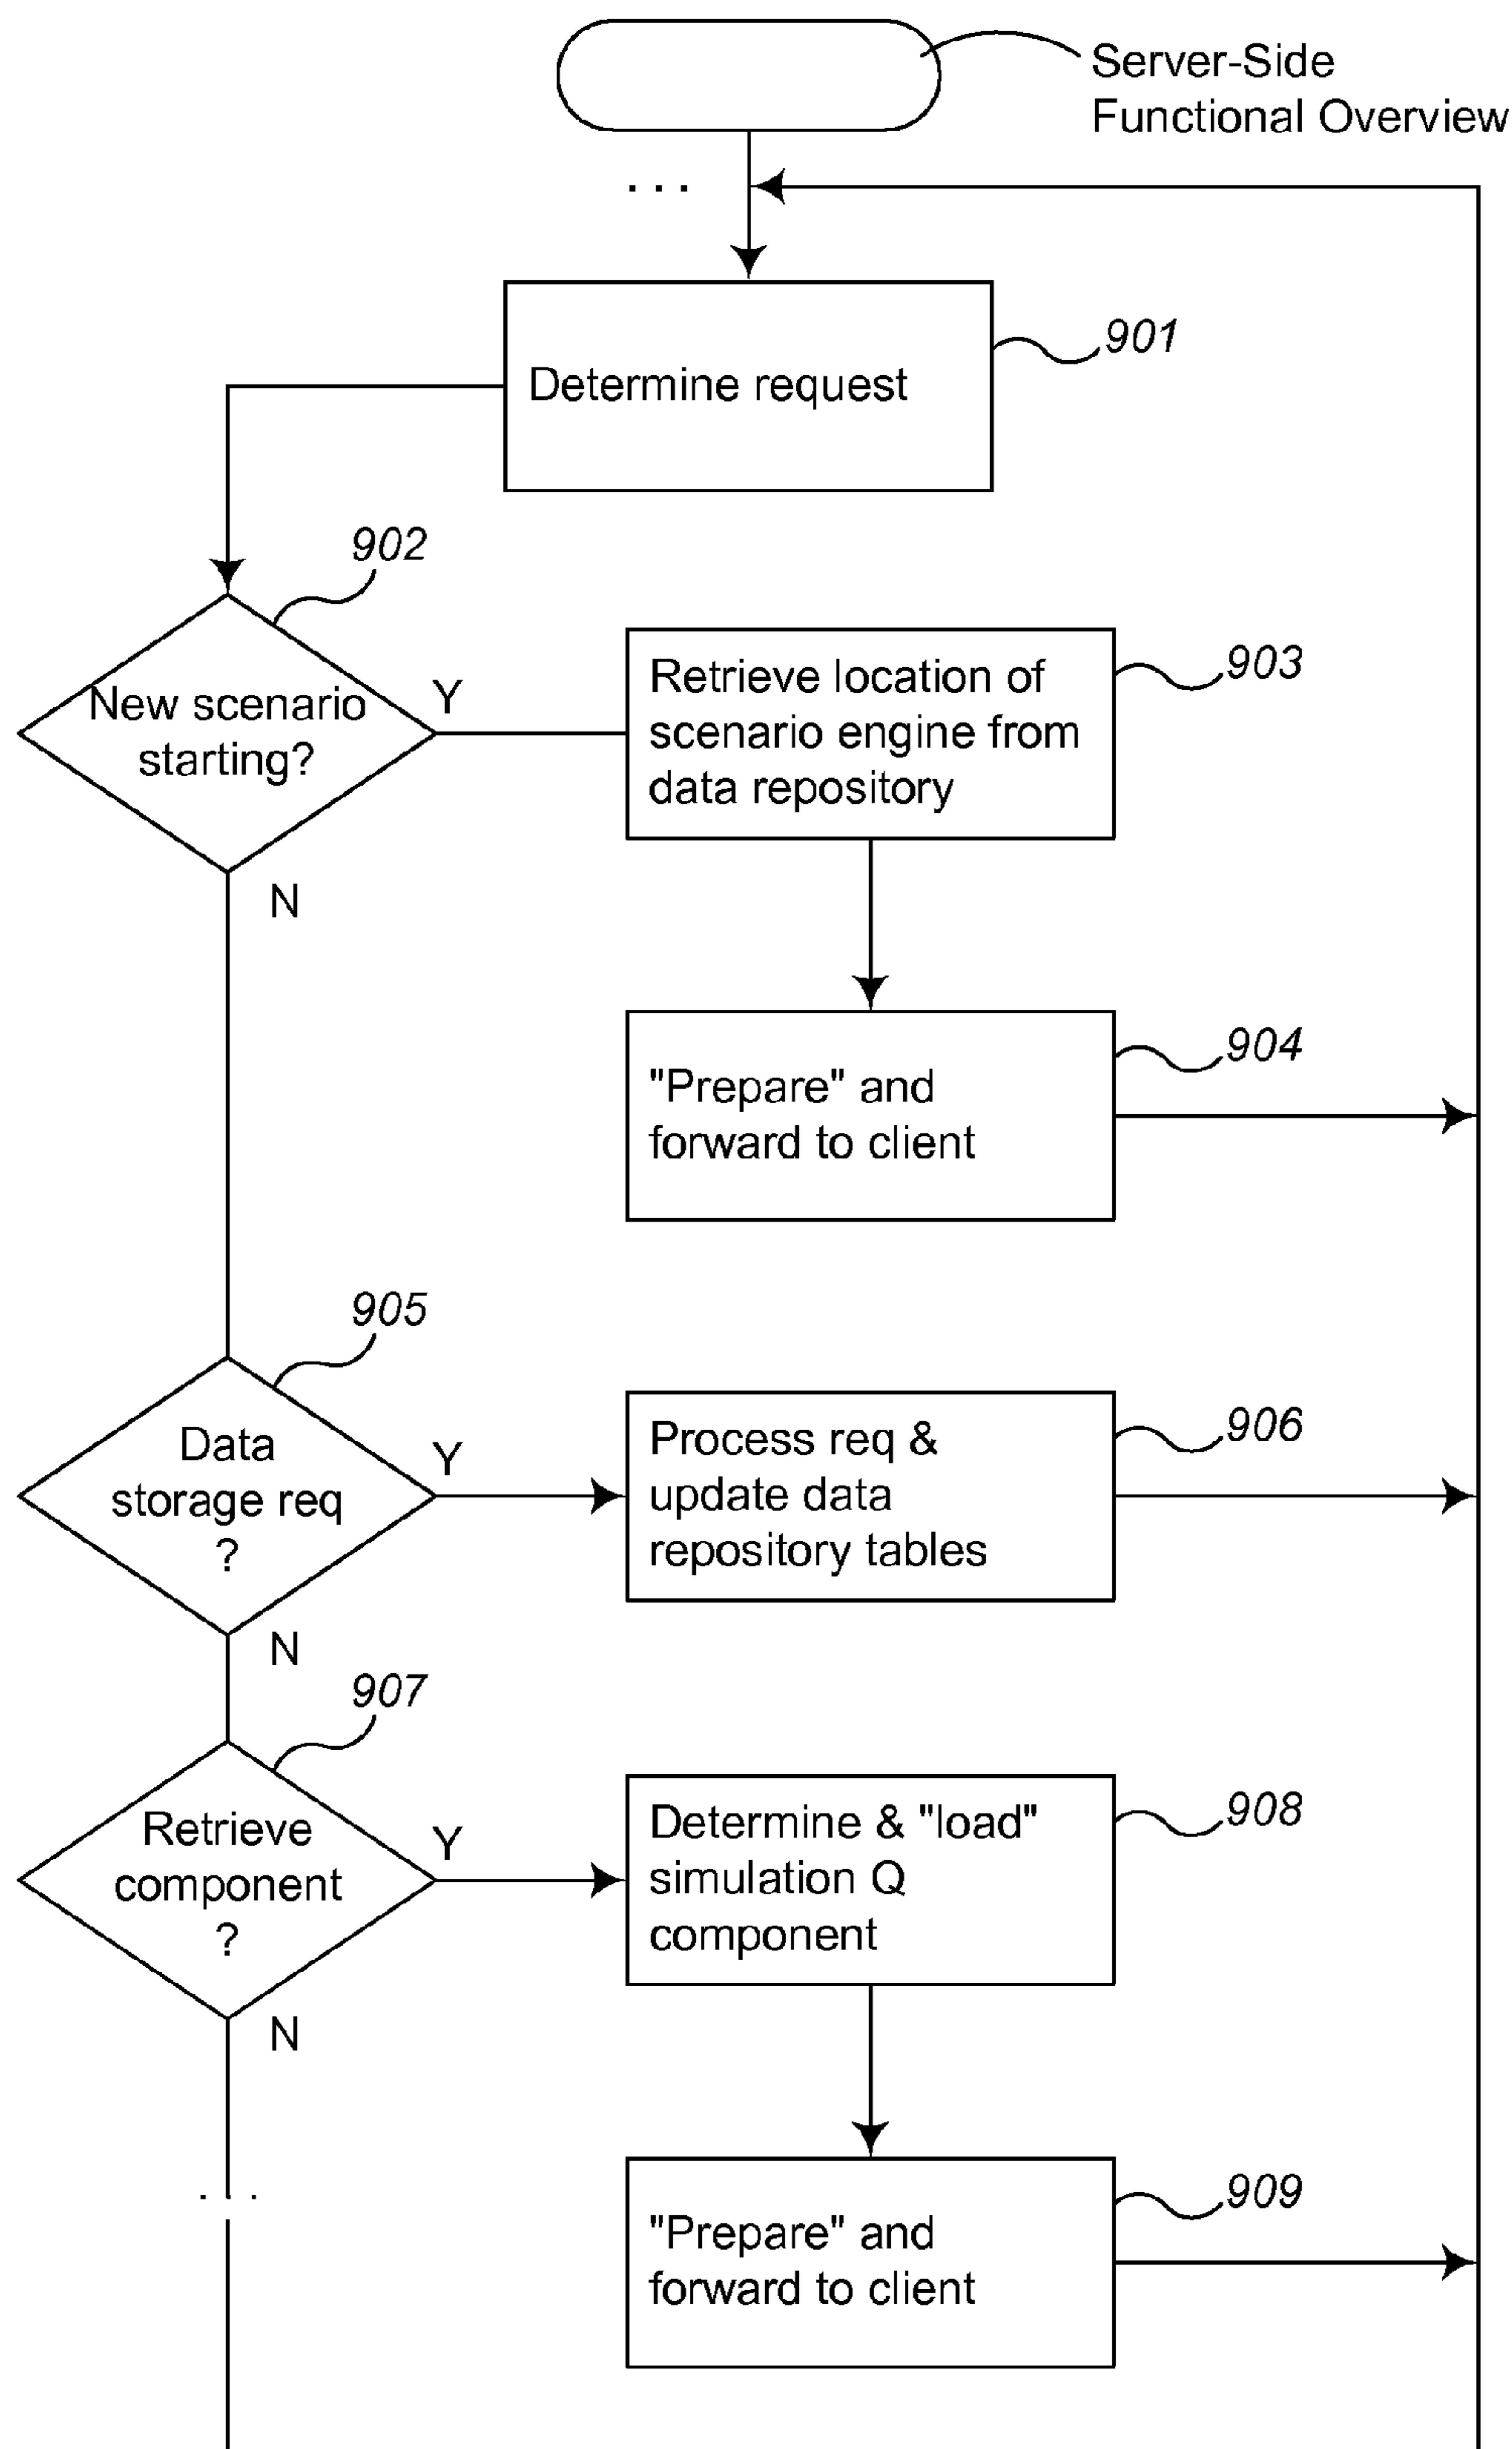 Server-Side
Functional Overview
. . .
901
Determine request
902
New scenario
starting?
Y
N
903
Retrieve location of
scenario engine from
data repository
904
"Prepare" and
forward to client
905
Data
storage req
?
Y
N
906
Process req &
update data
repository tables
907
Retrieve
component
?
Y
N
908
Determine & "load"
simulation Q
component
. . .
909
"Prepare" and
forward to client